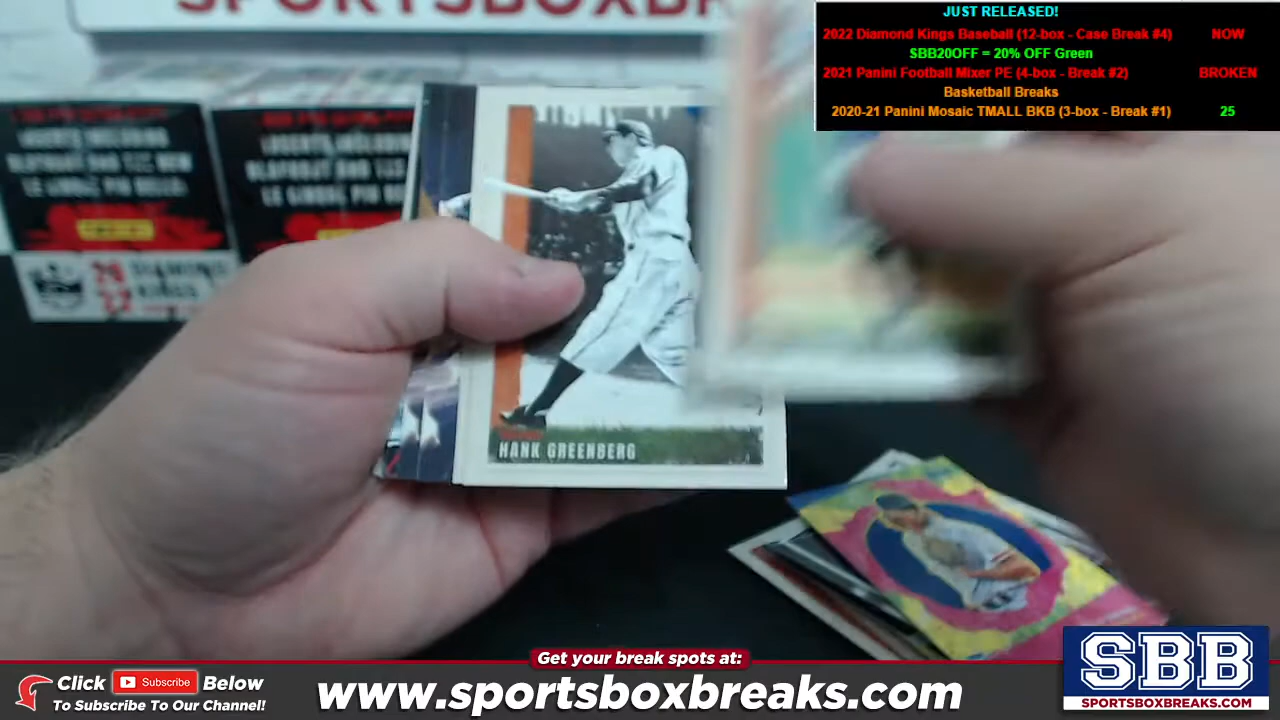 SPORTSBOXBR
JUST RELEASED!
2022 Diamond Kings Baseball (12-box - Case Break #4) NOW
SBB20OFF = 20% OFF Green
2021 Panini Football Mixer PE (4-box - Break #2) BROKEN
Basketball Breaks
2020-21 Panini Mosaic TMALL BKB (3-box - Break #1) 25
HANK GREENBERG
Get your break spots at:
Click Subscribe Below
To Subscribe To Our Channel!
www.sportsboxbreaks.com
SBB
SPORTSBOXBREAKS.COM